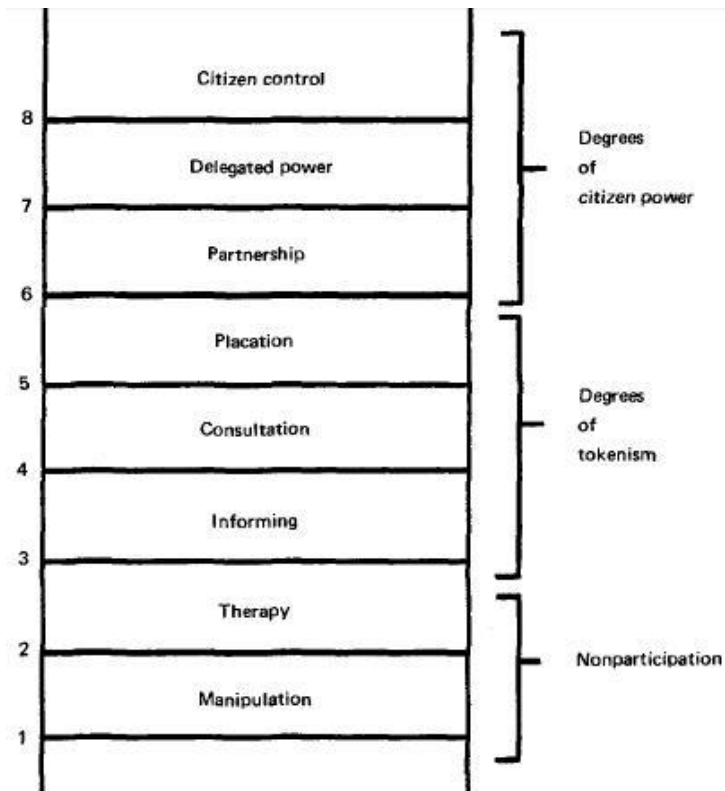 Citizen control
8
Delegated power
7
Partnership
6
Placation
5
Consultation
4
Informing
3
Therapy
2
Manipulation
1
Degrees
of
citizen power
Degrees
of
tokenism
Nonparticipation